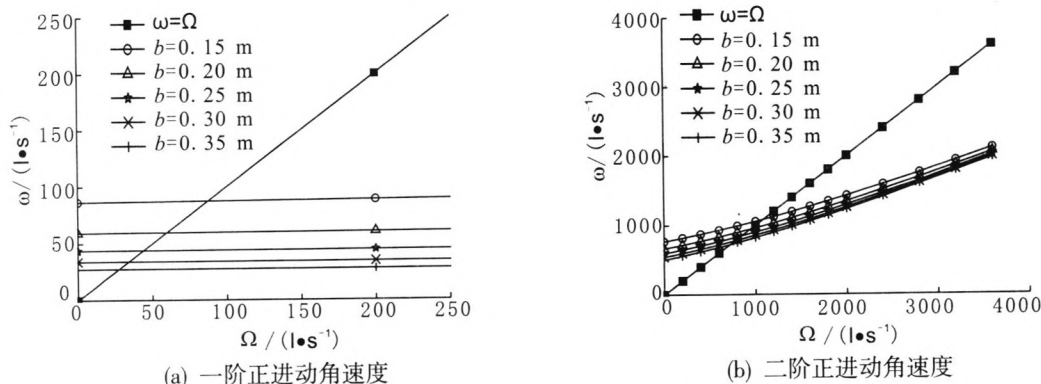 250
200
150
100
50
0
ω/(l•s⁻¹)
ω=Ω
b=0. 15 m
b=0. 20 m
b=0. 25 m
b=0. 30 m
b=0. 35 m
0 50 100 150 200 250
Ω/(l•s⁻¹)
(a) 一阶正进动角速度
4000
3000
2000
1000
0
ω/(l•s⁻¹)
ω=Ω
b=0. 15 m
b=0. 20 m
b=0. 25 m
b=0. 30 m
b=0. 35 m
0 1000 2000 3000 4000
Ω/(l•s⁻¹)
(b) 二阶正进动角速度